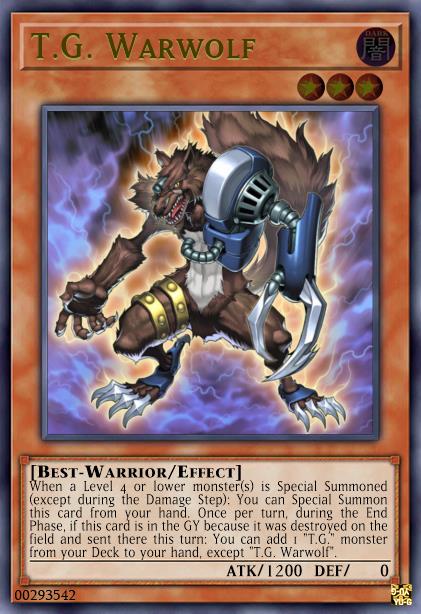 T.G. Warwolf
DARK
闇
[Best-Warrior/Effect]
When a Level 4 or lower monster(s) is Special Summoned
(except during the Damage Step): You can Special Summon
this card from your hand. Once per turn, during the End
Phase, if this card is in the GY because it was destroyed on the
field and sent there this turn: You can add 1 "T.G." monster
from your Deck to your hand, except "T.G. Warwolf".
ATK/1200 DEF/ 0
00293542